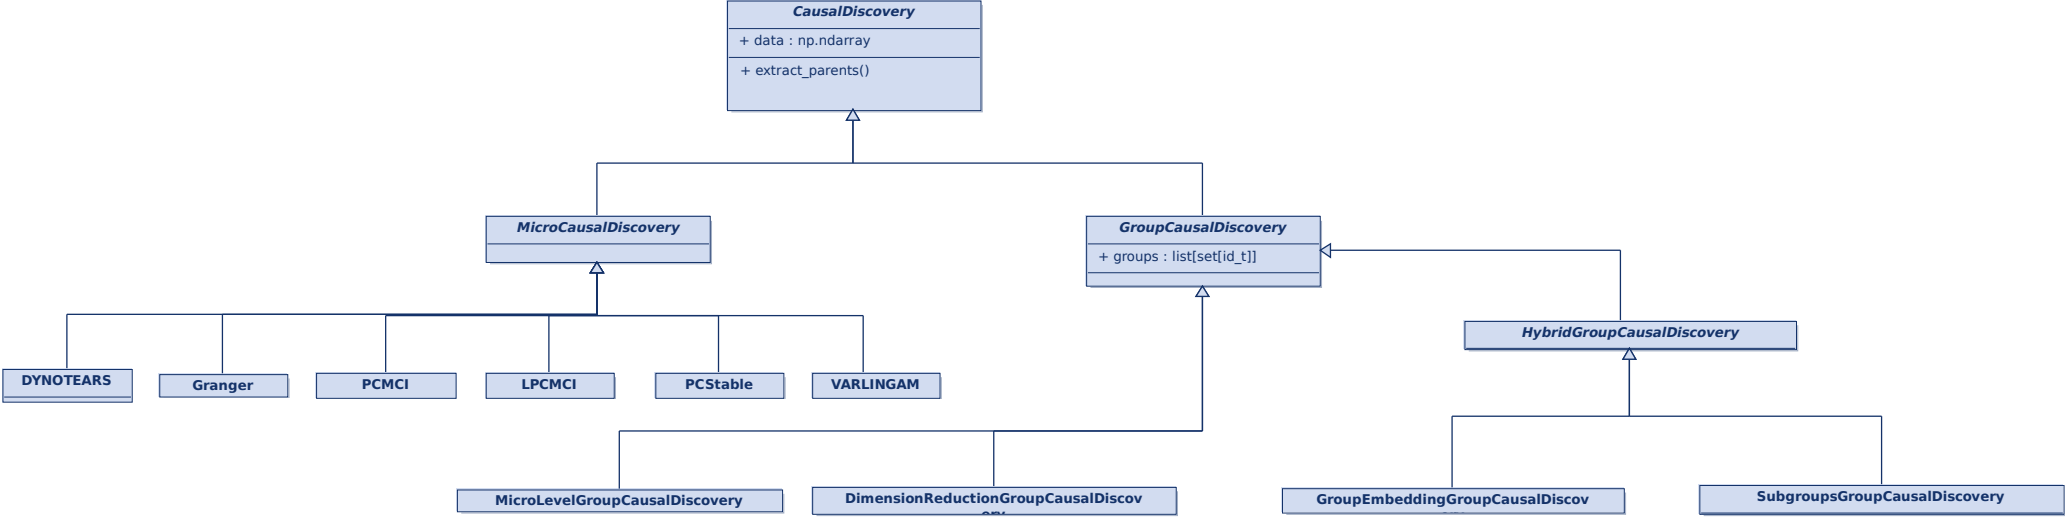 CausalDiscovery
+ data : np.ndarray
+ extract_parents()
MicroCausalDiscovery
GroupCausalDiscovery
+ groups : list[set[id_t]]
HybridGroupCausalDiscovery
DYNOTEARS
Granger
PCMCI
LPCMCI
PCStable
VARLINGAM
MicroLevelGroupCausalDiscovery
DimensionReductionGroupCausalDiscov
ery
GroupEmbeddingGroupCausalDiscov
SubgroupsGroupCausalDiscovery